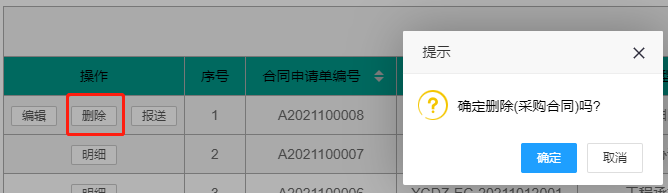 提示
操作 序号 合同申请单编号
编辑 删除 报送 1 A2021100008
确定删除(采购合同)吗?
明细 2 A2021100007
确定 取消
明细 3 A2021100006